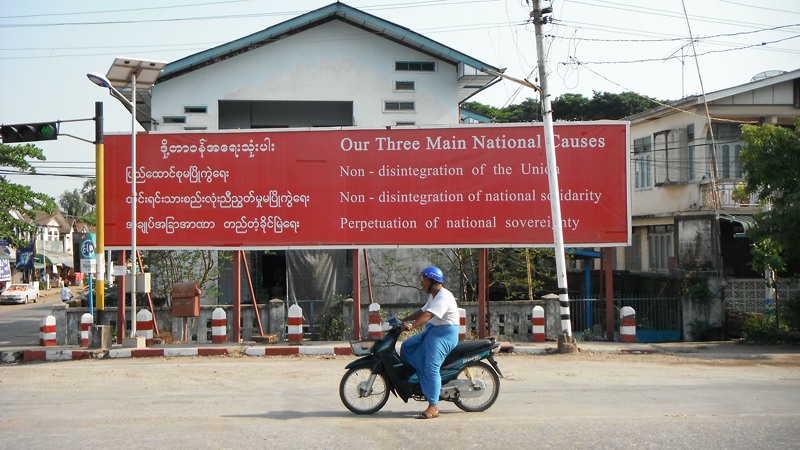 ဒို့တာဝန်အရေးသုံးပါး
ပြည်ထောင်စုမပြိုကွဲရေး
တိုင်းရင်းသားစည်းလုံးညီညွတ်မှုမပြိုကွဲရေး
အချုပ်အခြာအာဏာ တည်တံ့ခိုင်မြဲရေး
Our Three Main National Causes
Non - disintegration of the Union
Non - disintegration of national solidarity
Perpetuation of national sovereignty